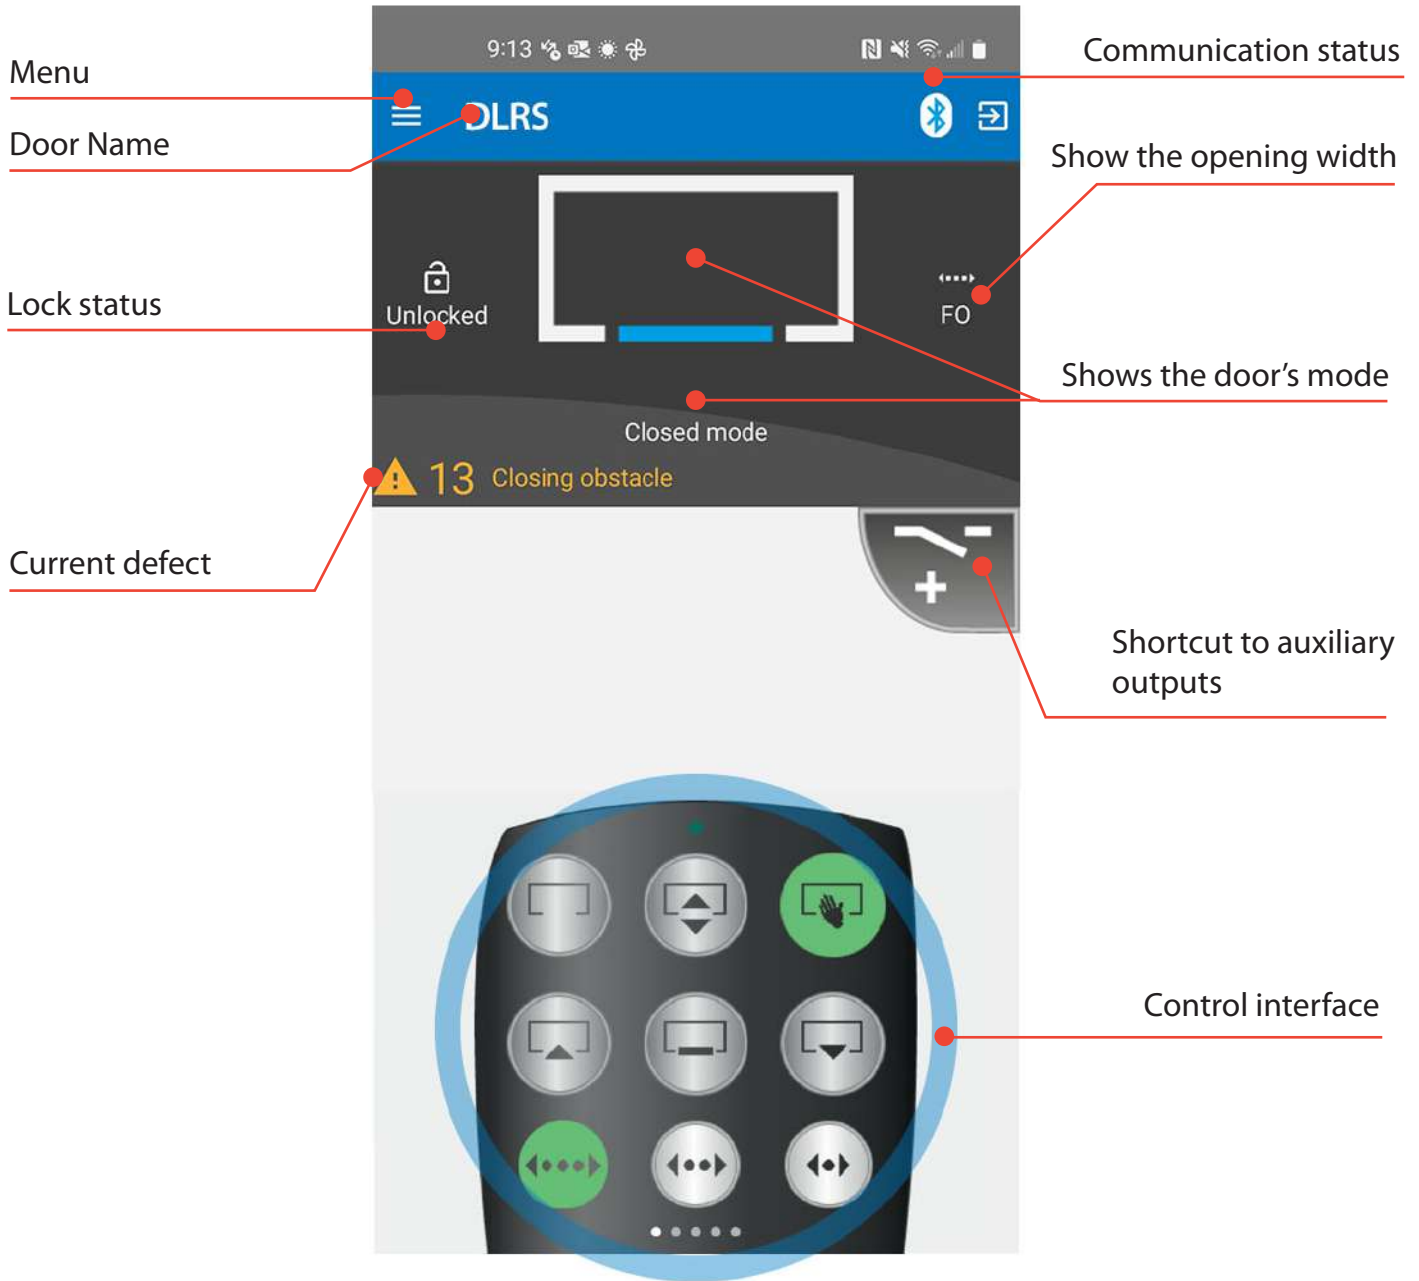 9:13
Communication status
Menu
DLRS
Door Name
Show the opening width
Lock status
Unlocked
FO
Shows the door's mode
Closed mode
13 Closing obstacle
Current defect
Shortcut to auxiliary
outputs
Control interface